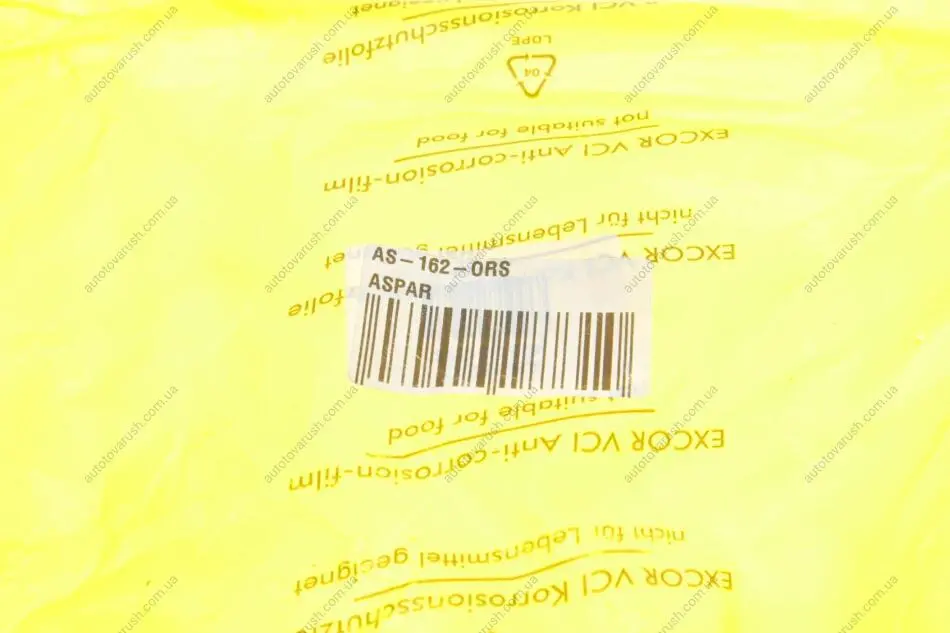 EXCOR VCI Korrosionsschutzfolie
nicht für Lebensmittel geeignet
EXCOR VCI Anti-corrosion-film
suitable for food
AS-162-ORS
ASPAR
EXCOR V
nicht für Lebensmittel
EXCOR VCI Anti-corrosion-film
not suitable for food
04
LDPE
VCI Korrosionsschutzfolie
geeignet
autotovarush.com.ua